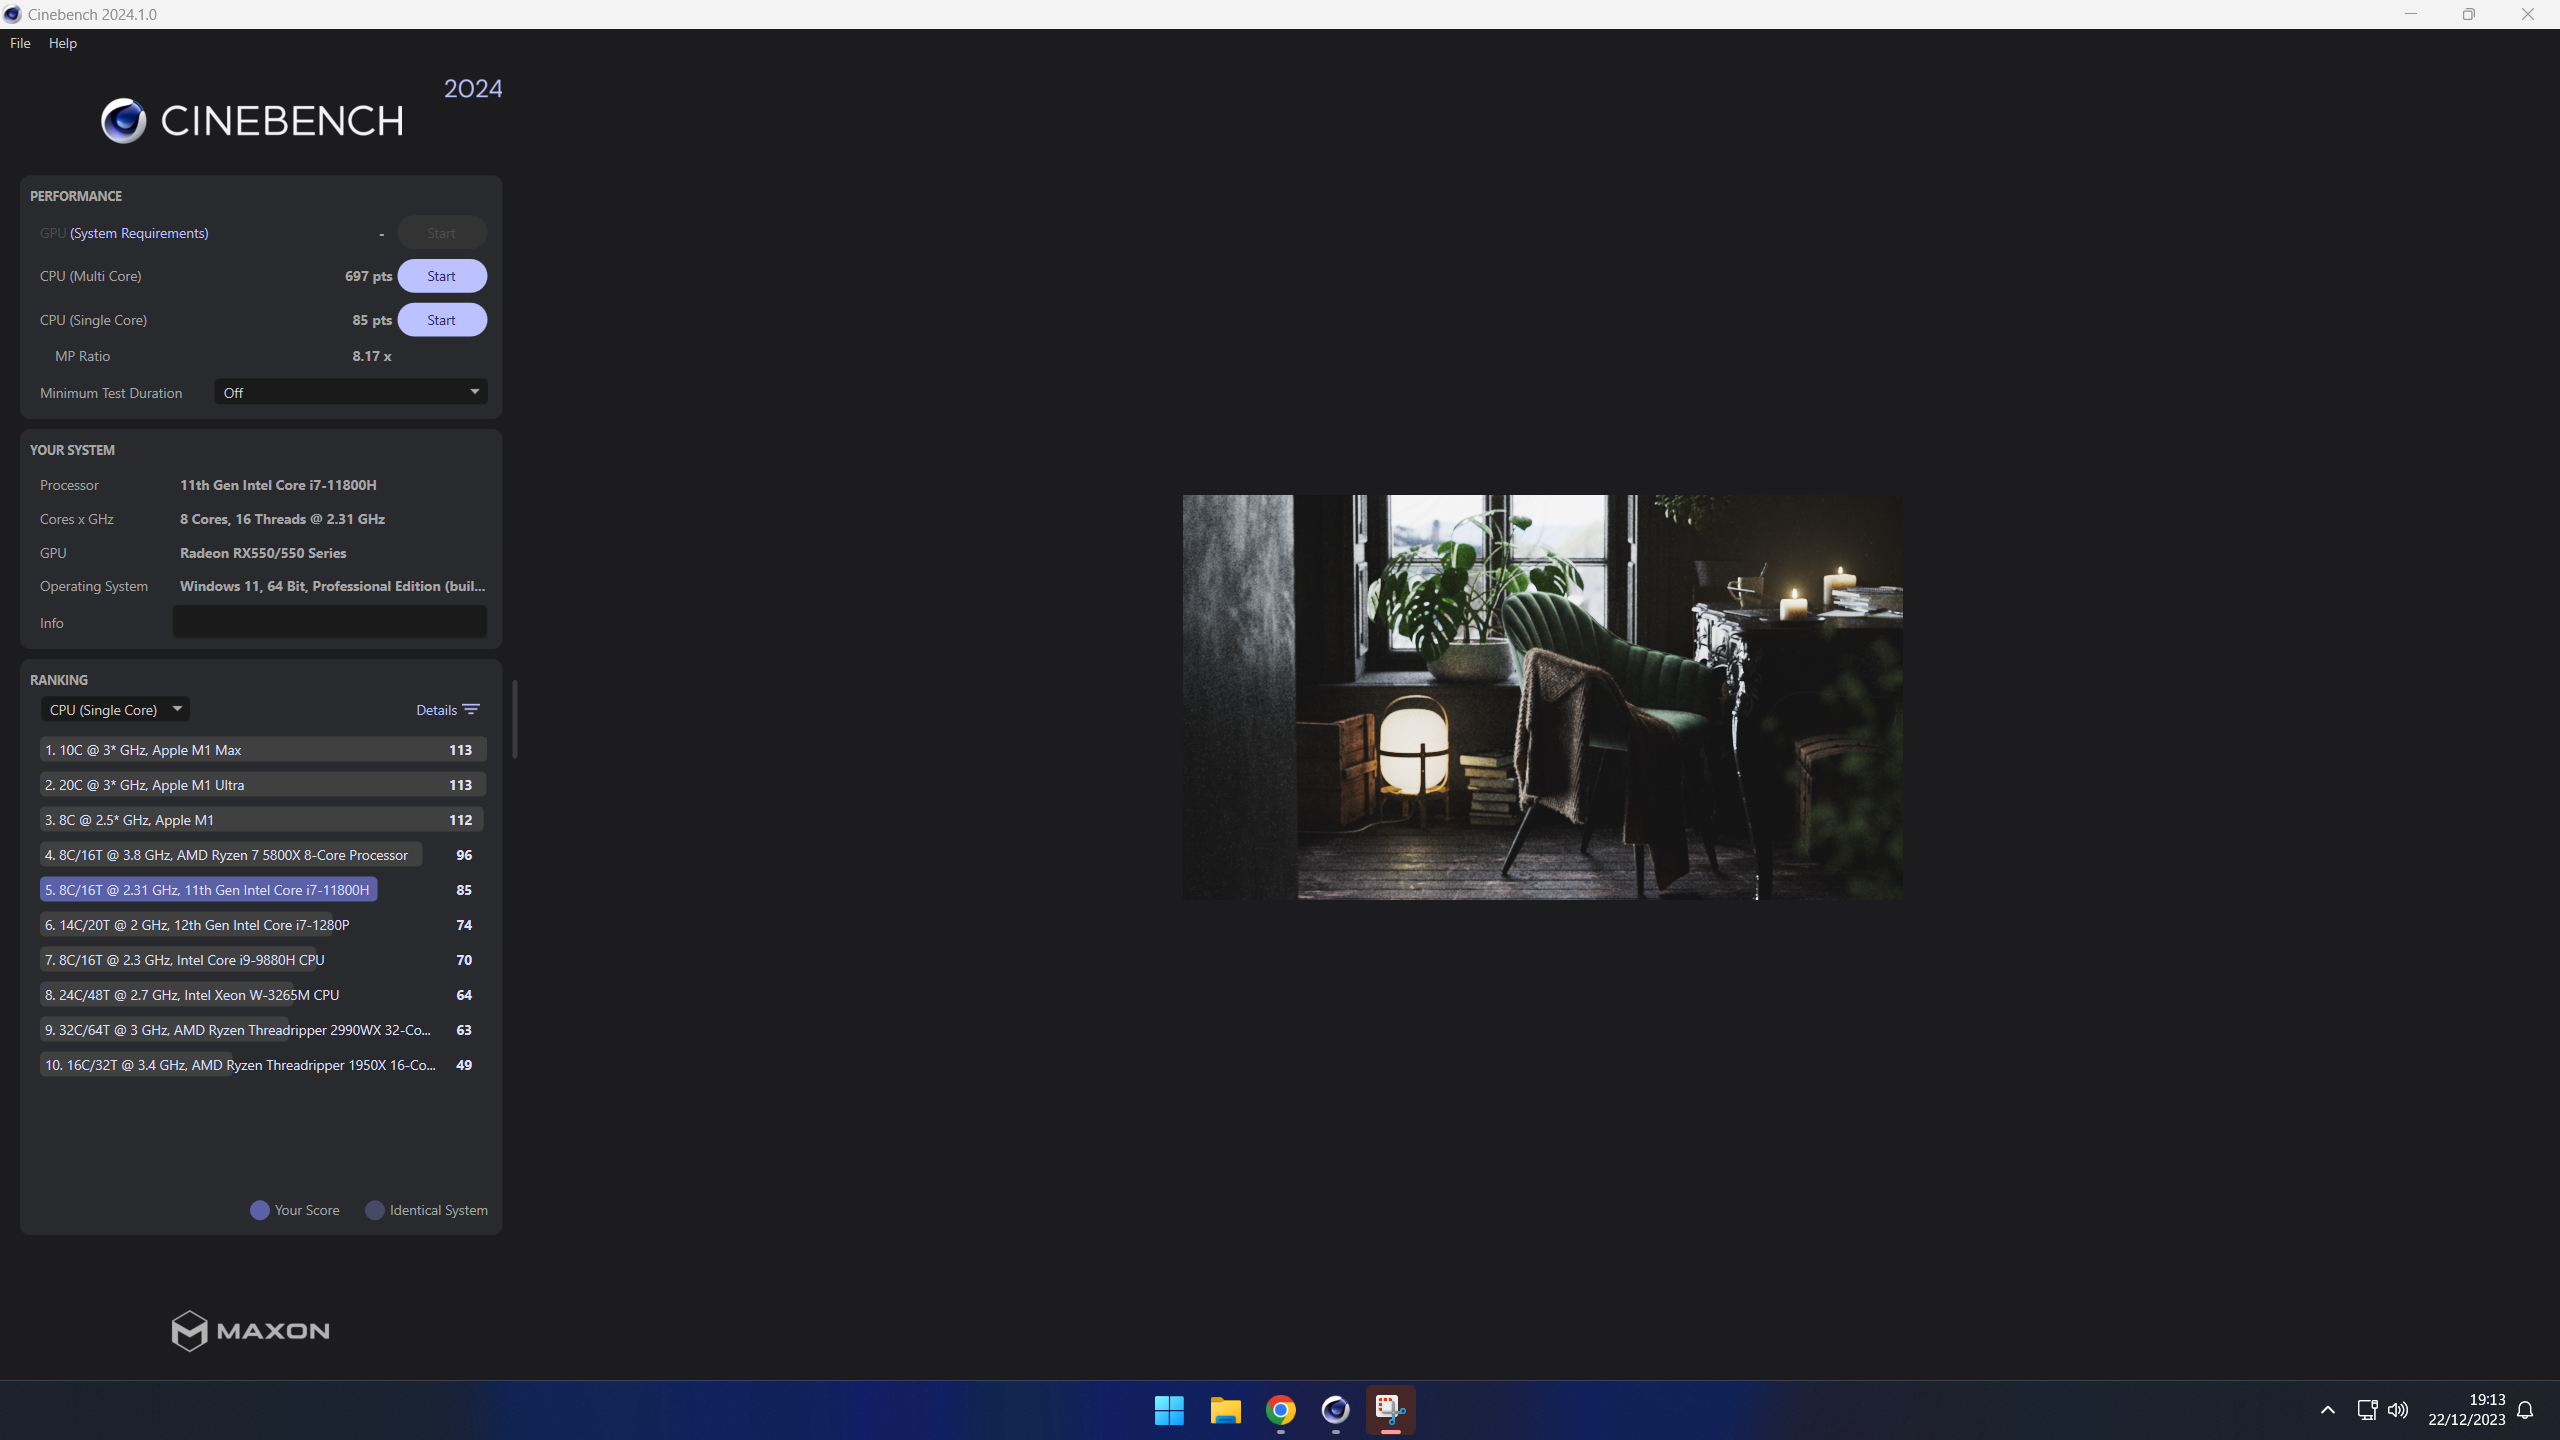 Cinebench 2024.1.0
File Help
2024
CINEBENCH
PERFORMANCE
GPU (System Requirements) - Start
CPU (Multi Core) 697 pts Start
CPU (Single Core) 85 pts Start
MP Ratio 8.17 x
Minimum Test Duration Off
YOUR SYSTEM
Processor 11th Gen Intel Core i7-11800H
Cores x GHz 8 Cores, 16 Threads @ 2.31 GHz
GPU Radeon RX550/550 Series
Operating System Windows 11, 64 Bit, Professional Edition (buil...
Info
RANKING
CPU (Single Core) Details
1. 10C @ 3* GHz, Apple M1 Max 113
2. 20C @ 3* GHz, Apple M1 Ultra 113
3. 8C @ 2.5* GHz, Apple M1 112
4. 8C/16T @ 3.8 GHz, AMD Ryzen 7 5800X 8-Core Processor 96
5. 8C/16T @ 2.31 GHz, 11th Gen Intel Core i7-11800H 85
6. 14C/20T @ 2 GHz, 12th Gen Intel Core i7-1280P 74
7. 8C/16T @ 2.3 GHz, Intel Core i9-9880H CPU 70
8. 24C/48T @ 2.7 GHz, Intel Xeon W-3265M CPU 64
9. 32C/64T @ 3 GHz, AMD Ryzen Threadripper 2990WX 32-Co... 63
10. 16C/32T @ 3.4 GHz, AMD Ryzen Threadripper 1950X 16-Co... 49
Your Score Identical System
MAXON
19:13
22/12/2023